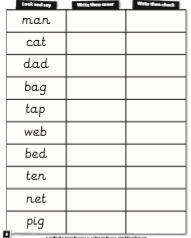 Look and say Write then cover Write then check
man
cat
dad
bag
tap
web
bed
ten
net
pig